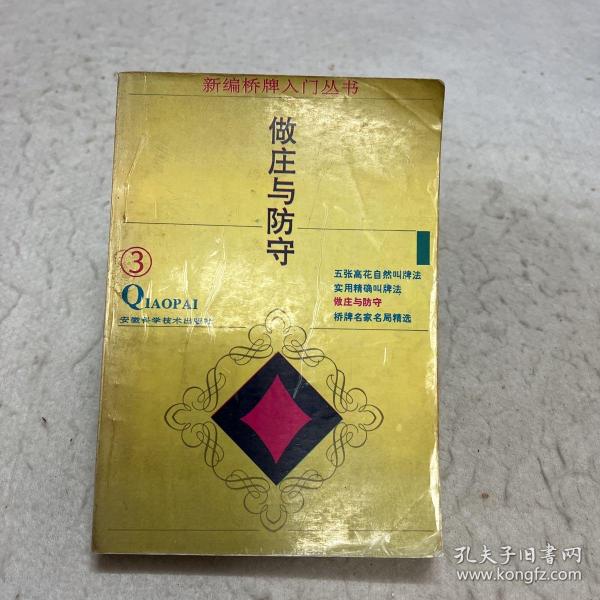 新编桥牌入门丛书
做庄与防守
③
QIAOPAI
安徽科学技术出版社
五张高花自然叫牌法
实用精确叫牌法
做庄与防守
桥牌名家名局精选
孔夫子旧书网
www.kongfz.com